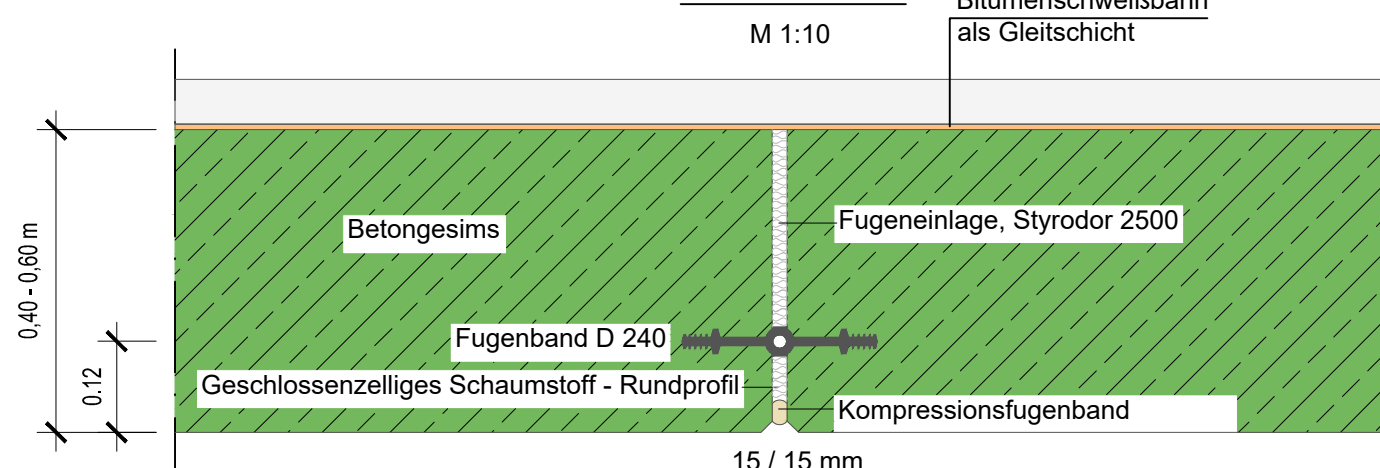 Bitumenschweißbahn
als Gleitschicht
M 1:10
Betongesims
Fugeneinlage, Styrodor 2500
0,40 - 0,60 m
Fugenband D 240
0.12
Geschlossenzelliges Schaumstoff - Rundprofil
Kompressionsfugenband
15 / 15 mm